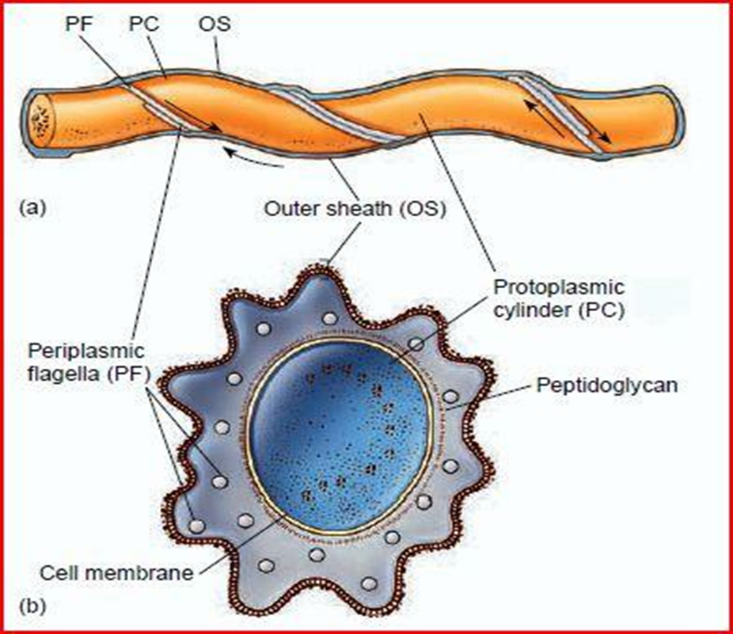 PF PC OS
(a)
Outer sheath (OS)
Protoplasmic
cylinder (PC)
Periplasmic
flagella (PF)
Peptidoglycan
Cell membrane
(b)